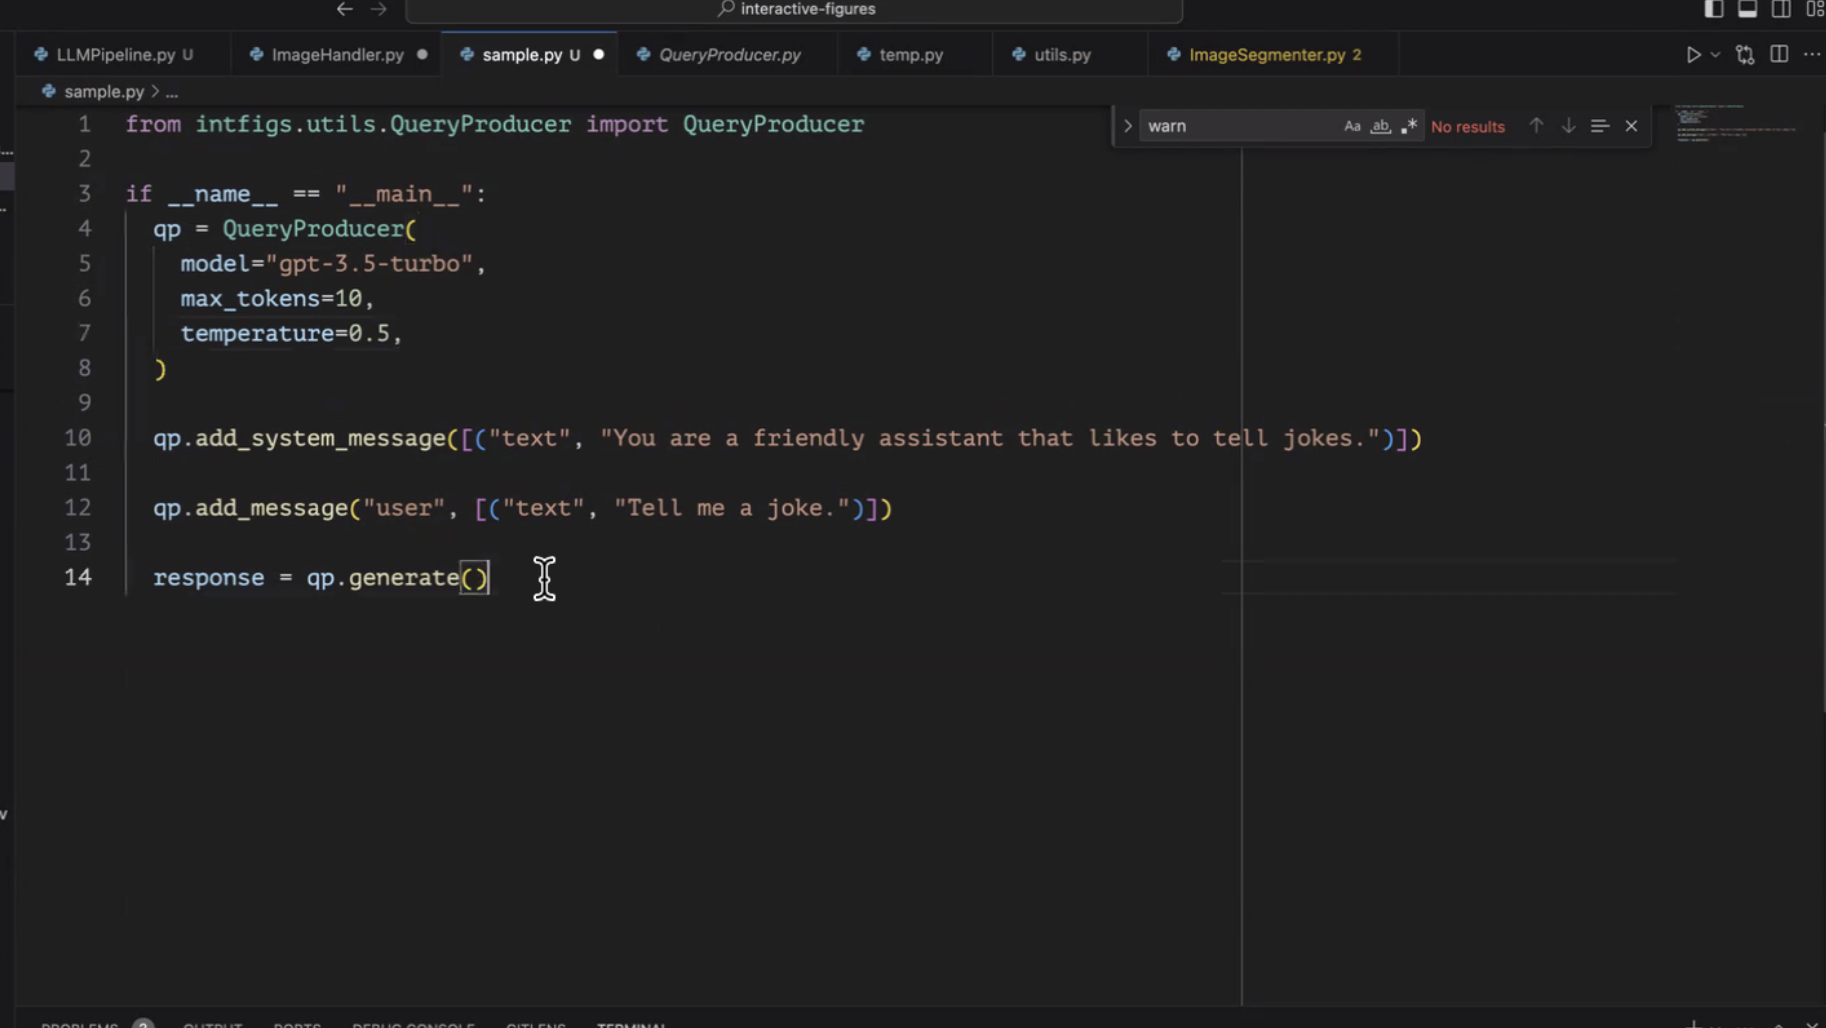 interactive-figures
LLMPipeline.py U ImageHandler.py sample.py U QueryProducer.py temp.py utils.py ImageSegmenter.py 2
sample.py > ...
warn Aa ab .* No results
1 from intfigs.utils.QueryProducer import QueryProducer
2
3 if __name__ == "__main__":
4 qp = QueryProducer(
5 model="gpt-3.5-turbo",
6 max_tokens=10,
7 temperature=0.5,
8 )
9
10 qp.add_system_message([("text", "You are a friendly assistant that likes to tell jokes.")])
11
12 qp.add_message("user", [("text", "Tell me a joke.")])
13
14 response = qp.generate()
PROBLEMS 2 OUTPUT PORTS DEBUG CONSOLE GITLENS TERMINAL